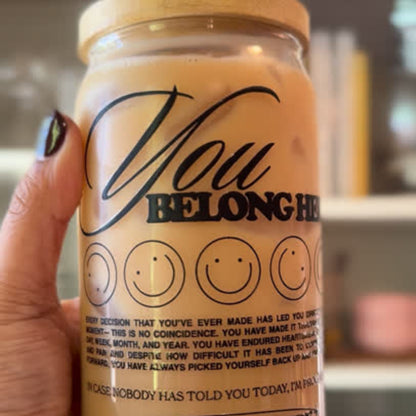 You
BELONG HE
EVERY DECISION THAT YOU'VE EVER MADE HAS LED YOU
MOMENT—THIS IS NO COINCIDENCE. YOU HAVE MADE IT
DAY, WEEK, MONTH, AND YEAR. YOU HAVE ENDURED
AND PAIN AND DESPITE HOW DIFFICULT IT HAS BEEN TO
FORWARD, YOU HAVE ALWAYS PICKED YOURSELF BACK UP
IN CASE NOBODY HAS TOLD YOU TODAY, I'M